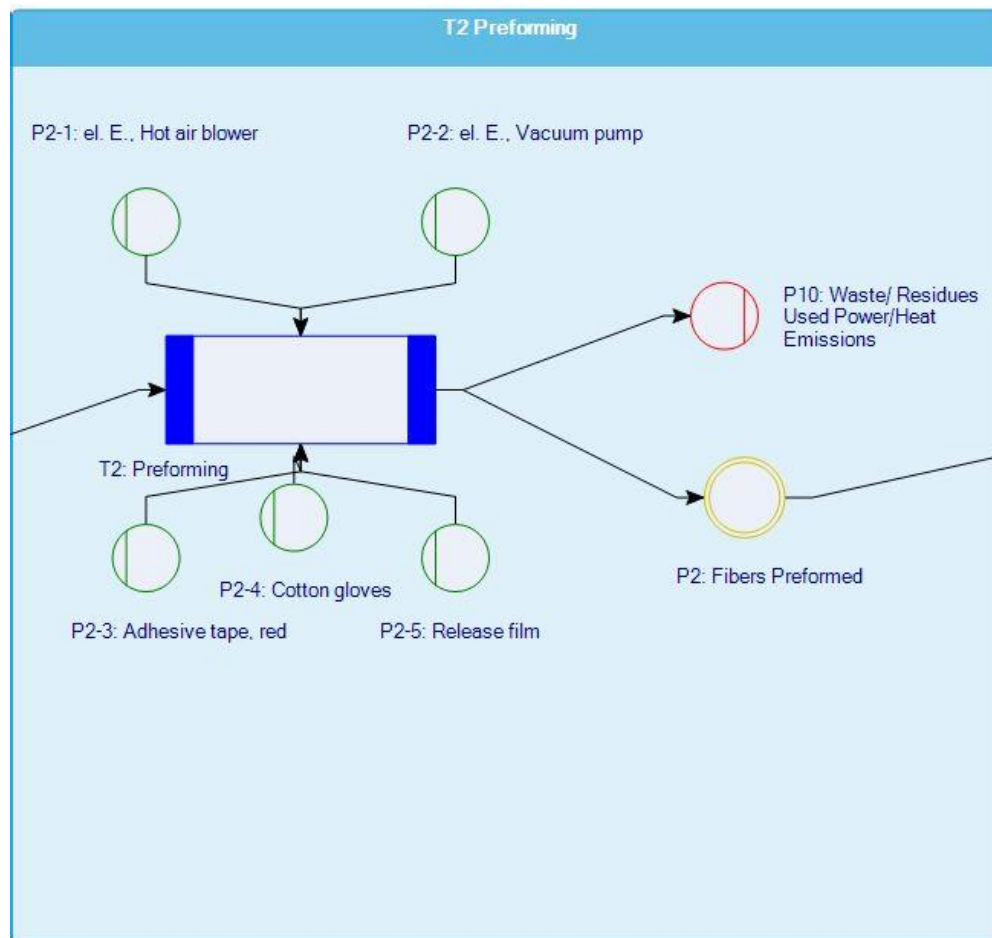 T2 Preforming
P2-1: el. E., Hot air blower
P2-2: el. E., Vacuum pump
P10: Waste/ Residues
Used Power/Heat
Emissions
T2: Preforming
P2-4: Cotton gloves
P2: Fibers Preformed
P2-3: Adhesive tape, red
P2-5: Release film